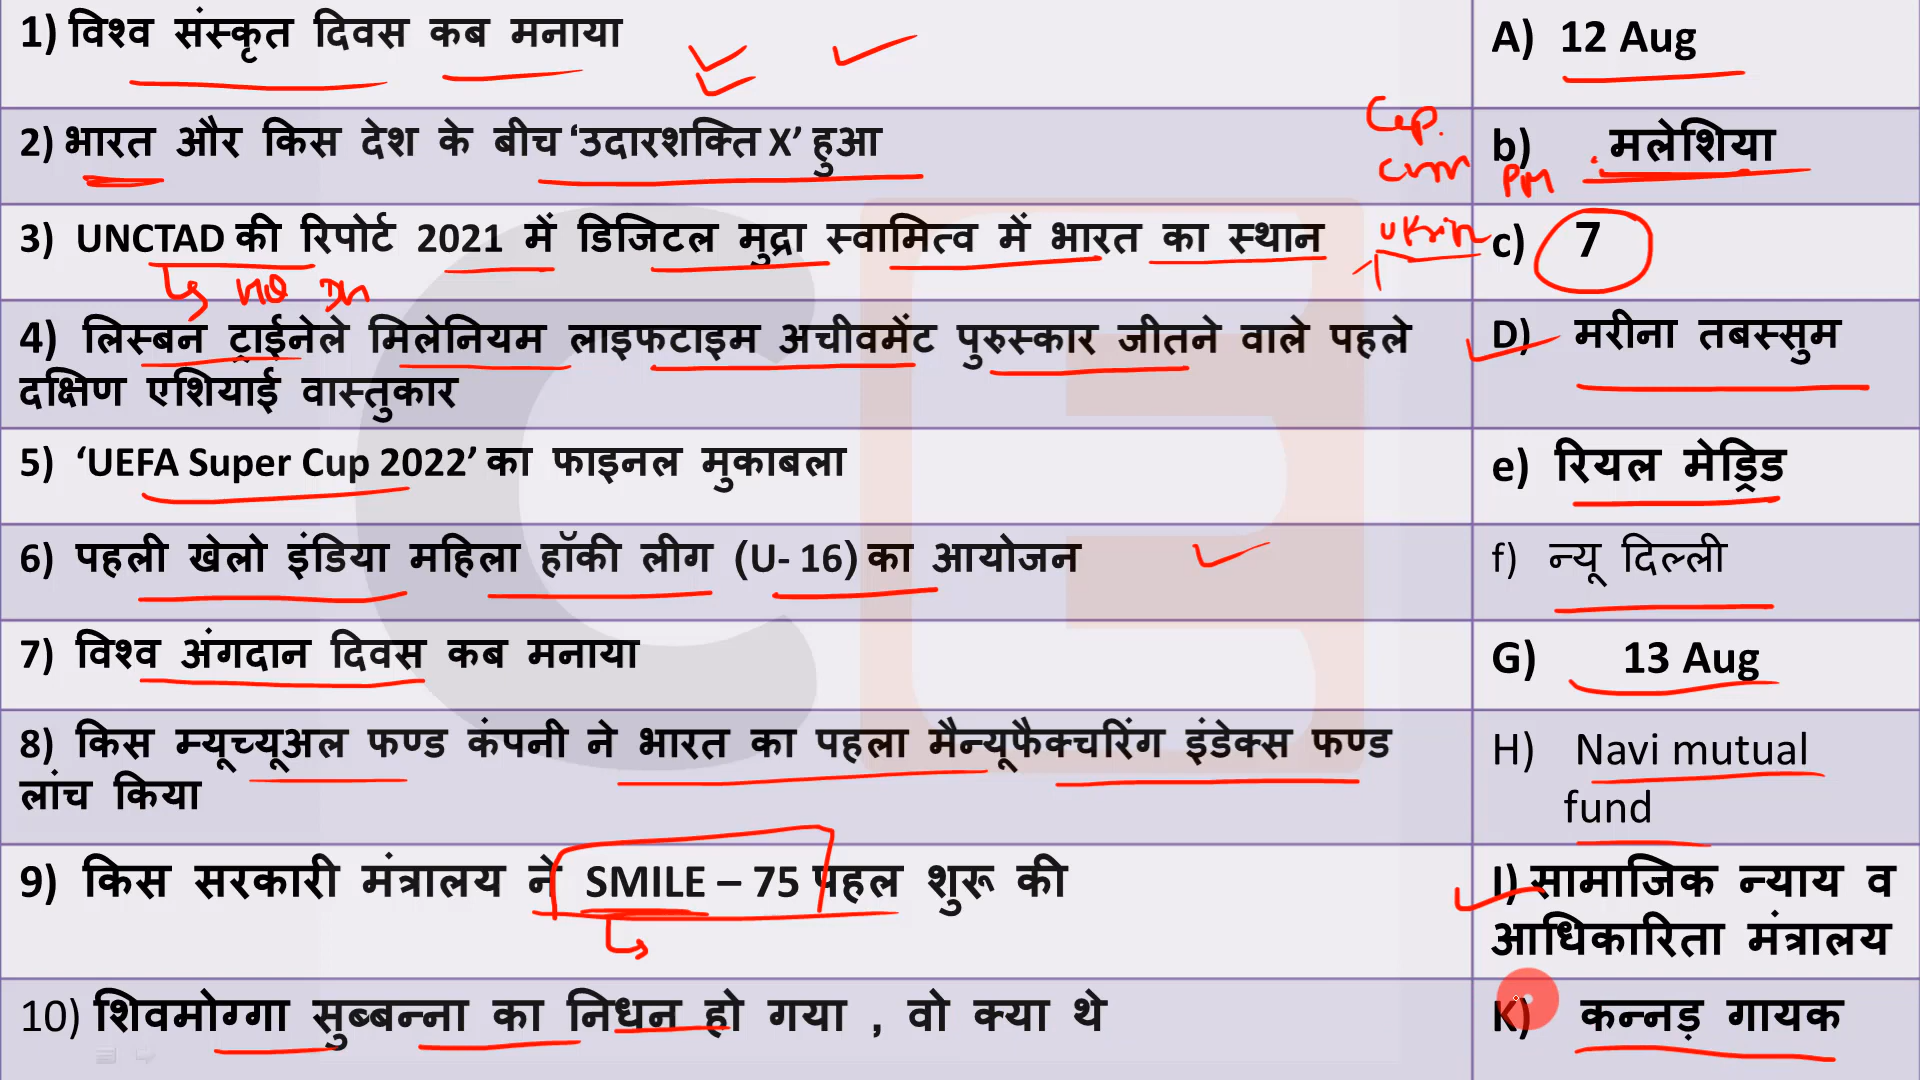 1) विश्व संस्कृत दिवस कब मनाया
A) 12 Aug
2) भारत और किस देश के बीच ‘उदारशक्ति X’ हुआ
Cap.
b) मलेशिया
PM
3) UNCTAD की रिपोर्ट 2021 में डिजिटल मुद्रा स्वामित्व में भारत का स्थान
c) 7
4) लिस्बन ट्राईनेले मिलेनियम लाइफटाइम अचीवमेंट पुरुस्कार जीतने वाले पहले
दक्षिण एशियाई वास्तुकार
D) मरीना तबस्सुम
5) ‘UEFA Super Cup 2022’ का फाइनल मुकाबला
e) रियल मेड्रिड
6) पहली खेलो इंडिया महिला हॉकी लीग (U- 16) का आयोजन
f) न्यू दिल्ली
7) विश्व अंगदान दिवस कब मनाया
G) 13 Aug
8) किस म्यूच्यूअल फण्ड कंपनी ने भारत का पहला मैन्यूफैक्चरिंग इंडेक्स फण्ड
लांच किया
H) Navi mutual
fund
9) किस सरकारी मंत्रालय ने SMILE – 75 पहल शुरू की
I) सामाजिक न्याय व
आधिकारिता मंत्रालय
10) शिवमोग्गा सुब्बन्ना का निधन हो गया , वो क्या थे
K) कन्नड़ गायक